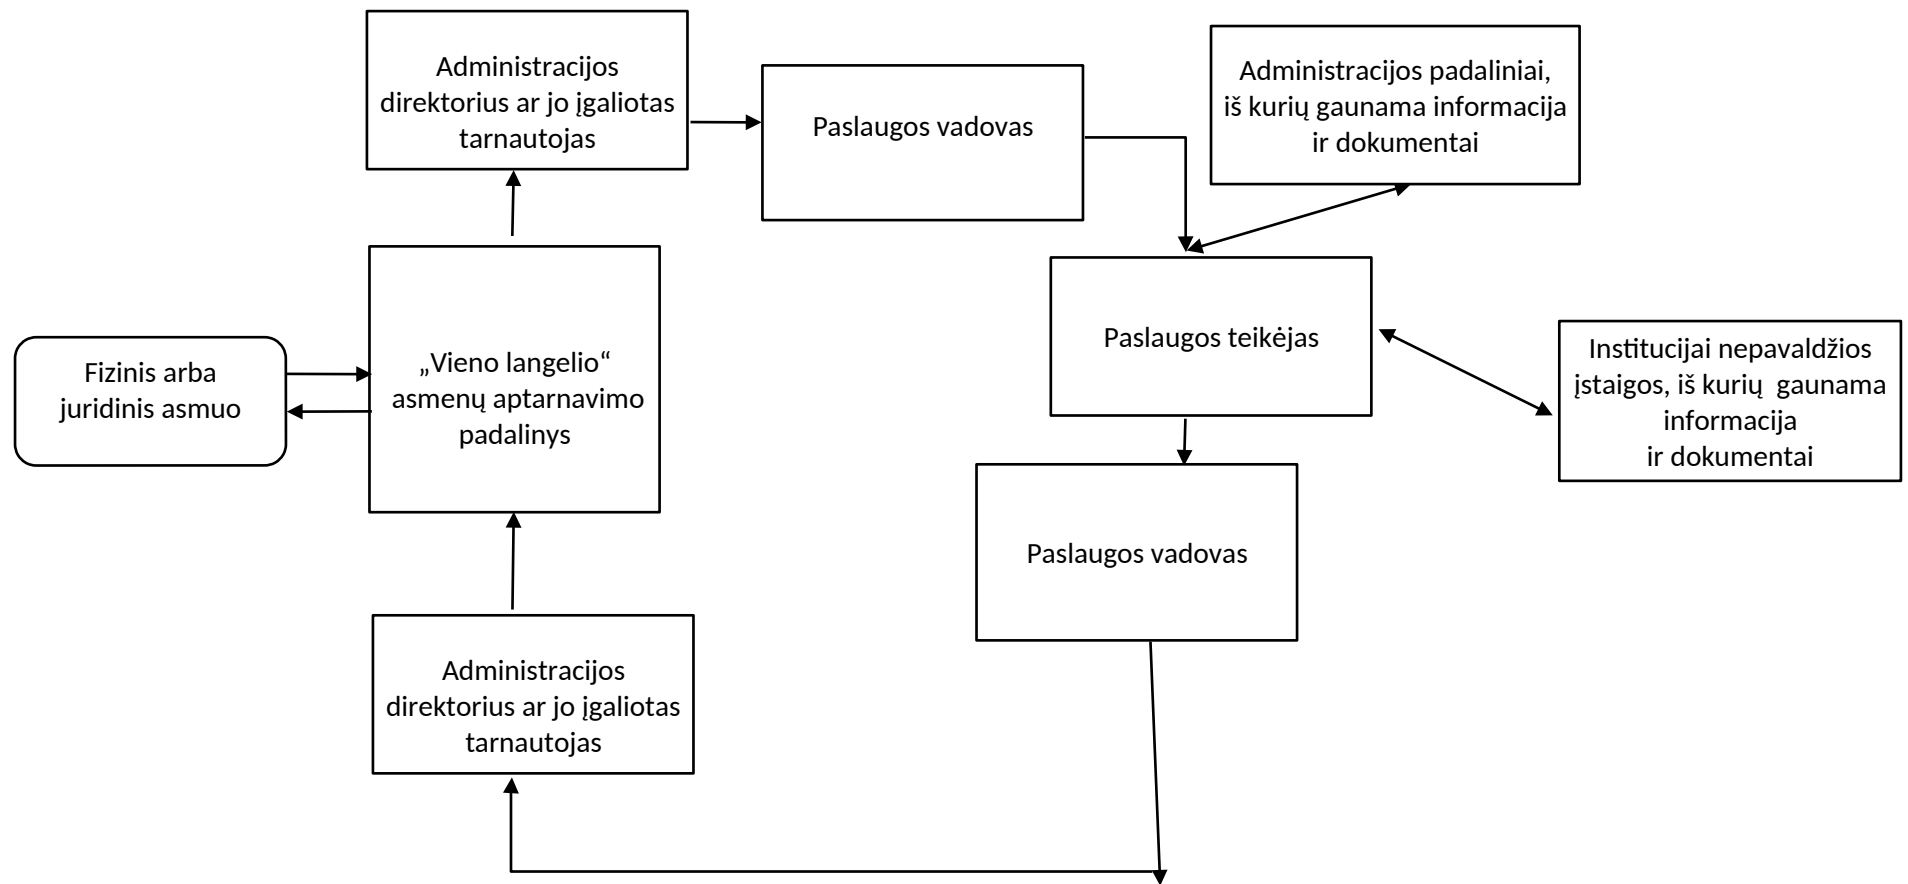 Administracijos
direktorius ar jo įgaliotas
tarnautojas
Paslaugos vadovas
Administracijos padaliniai,
iš kurių gaunama informacija
ir dokumentai
Fizinis arba
juridinis asmuo
„Vieno langelio“
asmenų aptarnavimo
padalinys
Paslaugos teikėjas
Institucijai nepavaldžios
įstaigos, iš kurių  gaunama
informacija
ir dokumentai
Paslaugos vadovas
Administracijos
direktorius ar jo įgaliotas
tarnautojas